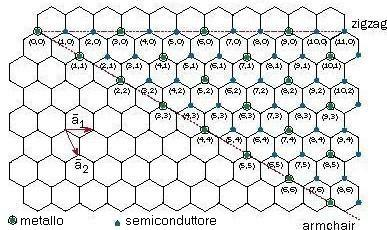 zigzag
(0,0) (1,0) (2,0) (3,0) (4,0) (5,0) (6,0) (7,0) (8,0) (9,0) (10,0) (11,0)
(1,1) (2,1) (3,1) (4,1) (5,1) (6,1) (7,1) (8,1) (9,1) (10,1)
(2,2) (3,2) (4,2) (5,2) (6,2) (7,2) (8,2) (9,2) (10,2)
(3,3) (4,3) (5,3) (6,3) (7,3) (8,3) (9,3)
a1
(4,4) (5,4) (6,4) (7,4) (8,4) (9,4)
a2
(5,5) (6,5) (7,5) (8,5)
(6,6) (7,6) (8,6)
metallo semiconduttore armchair